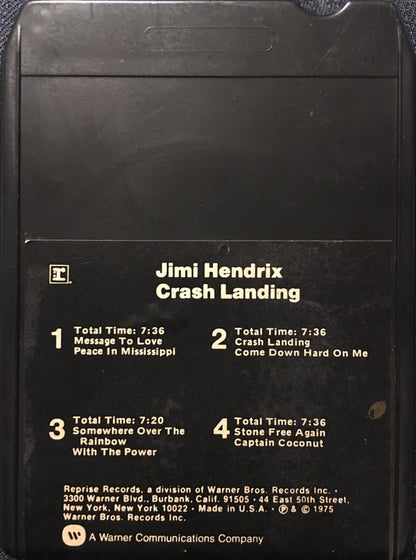 r
Jimi Hendrix
Crash Landing
1 Total Time: 7:36
Message To Love
Peace In Mississippi
2 Total Time: 7:36
Crash Landing
Come Down Hard On Me
3 Total Time: 7:20
Somewhere Over The
Rainbow
With The Power
4 Total Time: 7:36
Stone Free Again
Captain Coconut
Reprise Records, a division of Warner Bros. Records Inc. •
3300 Warner Blvd., Burbank, Calif. 91505 • 44 East 50th Street,
New York, New York 10022 • Made in U.S.A. • ℗ & © 1975
Warner Bros. Records Inc.
W A Warner Communications Company